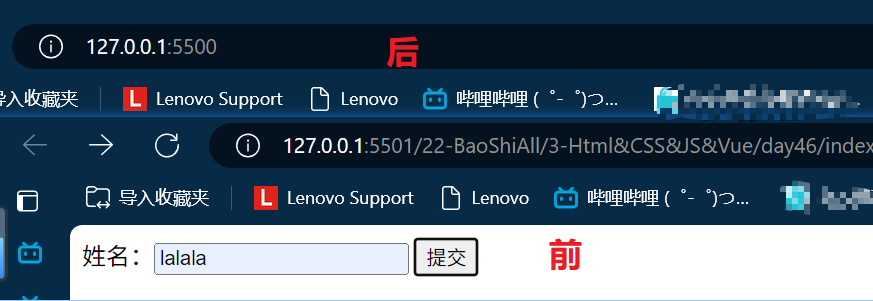 127.0.0.1:5500
后
导入收藏夹
L Lenovo Support
Lenovo
哔哩哔哩 (゜-゜)つ...
127.0.0.1:5501/22-BaoShiAll/3-Html&CSS&JS&Vue/day46/index
导入收藏夹
L Lenovo Support
Lenovo
哔哩哔哩 (゜-゜)つ...
姓名：
lalala
提交
前